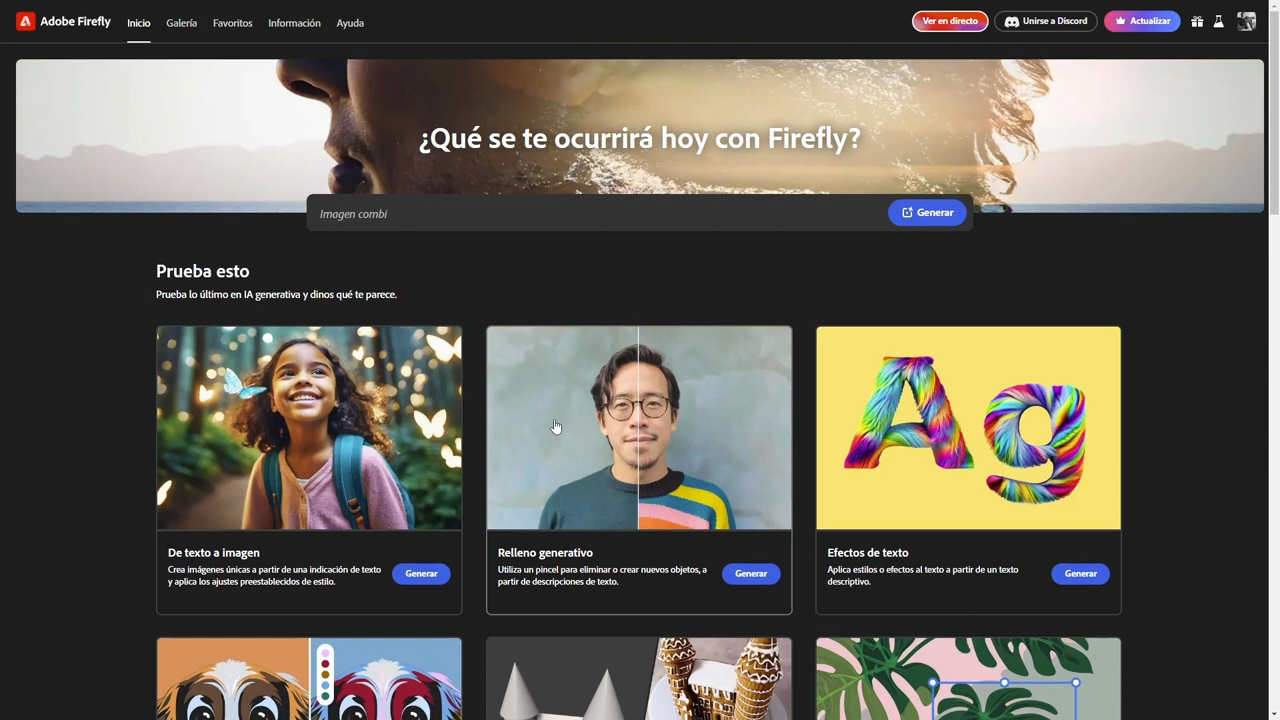 Adobe Firefly
Inicio
Galería
Favoritos
Información
Ayuda
Ver en directo
Unirse a Discord
Actualizar
¿Qué se te ocurrirá hoy con Firefly?
Imagen combi
Generar
Prueba esto
Prueba lo último en IA generativa y dinos qué te parece.
Ag
De texto a imagen
Crea imágenes únicas a partir de una indicación de texto
y aplica los ajustes preestablecidos de estilo.
Generar
Relleno generativo
Utiliza un pincel para eliminar o crear nuevos objetos, a
partir de descripciones de texto.
Generar
Efectos de texto
Aplica estilos o efectos al texto a partir de un texto
descriptivo.
Generar